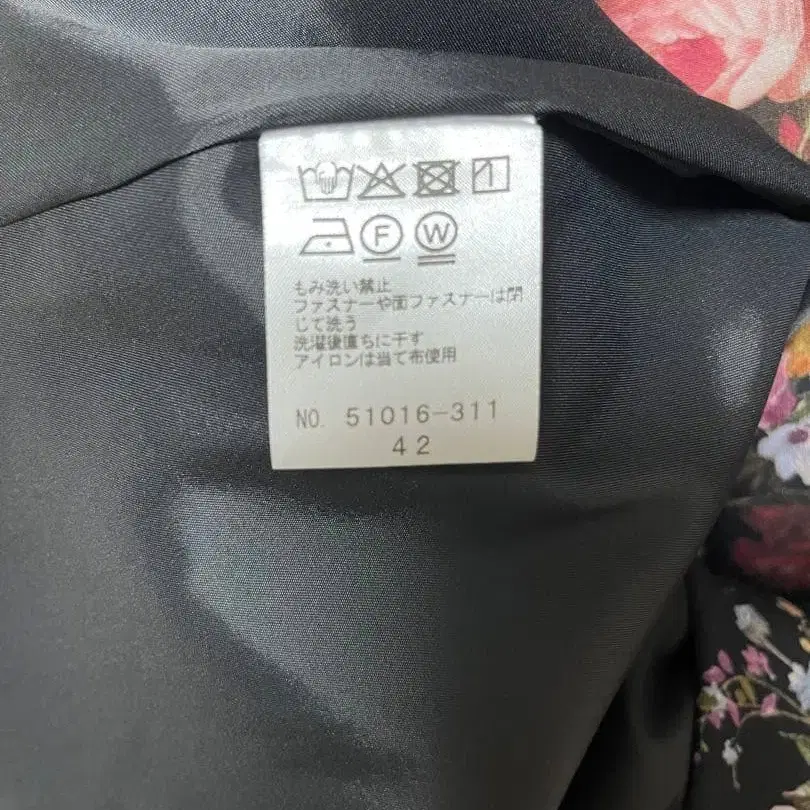 F W
もみ洗い禁止
ファスナーや面ファスナーは閉
じて洗う
洗濯後直ちに干す
アイロンは当て布使用
NO. 51016-311
42